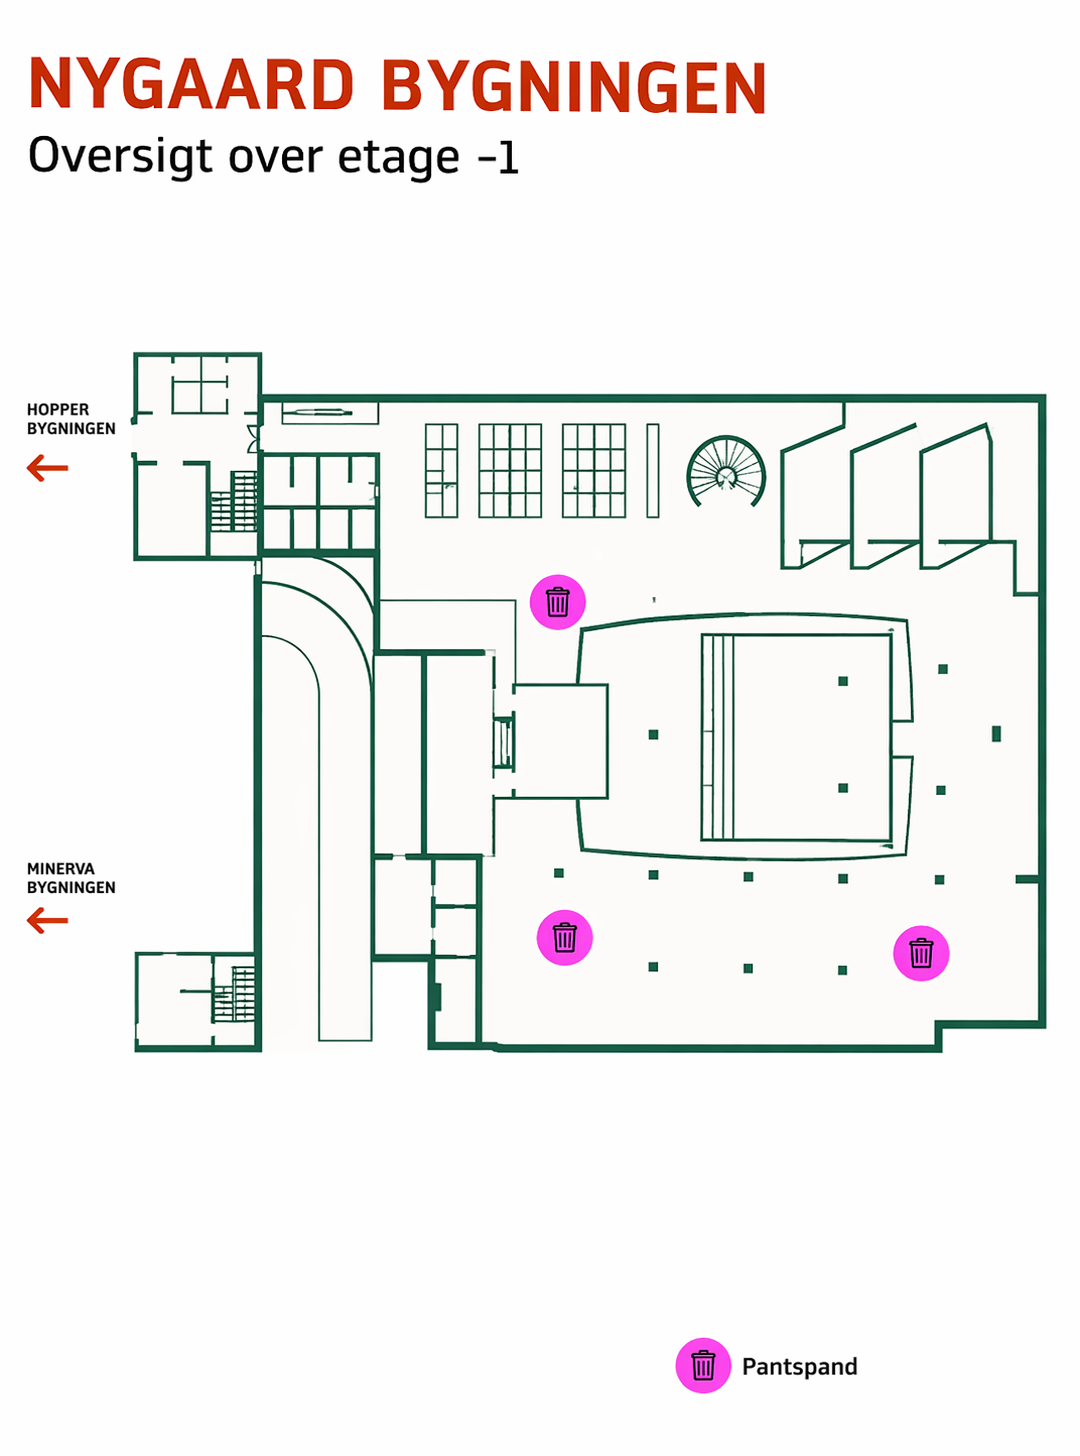 NYGAARD BYGNINGEN
Oversigt over etage -1
HOPPER
BYGNINGEN
MINERVA
BYGNINGEN
Pantspand